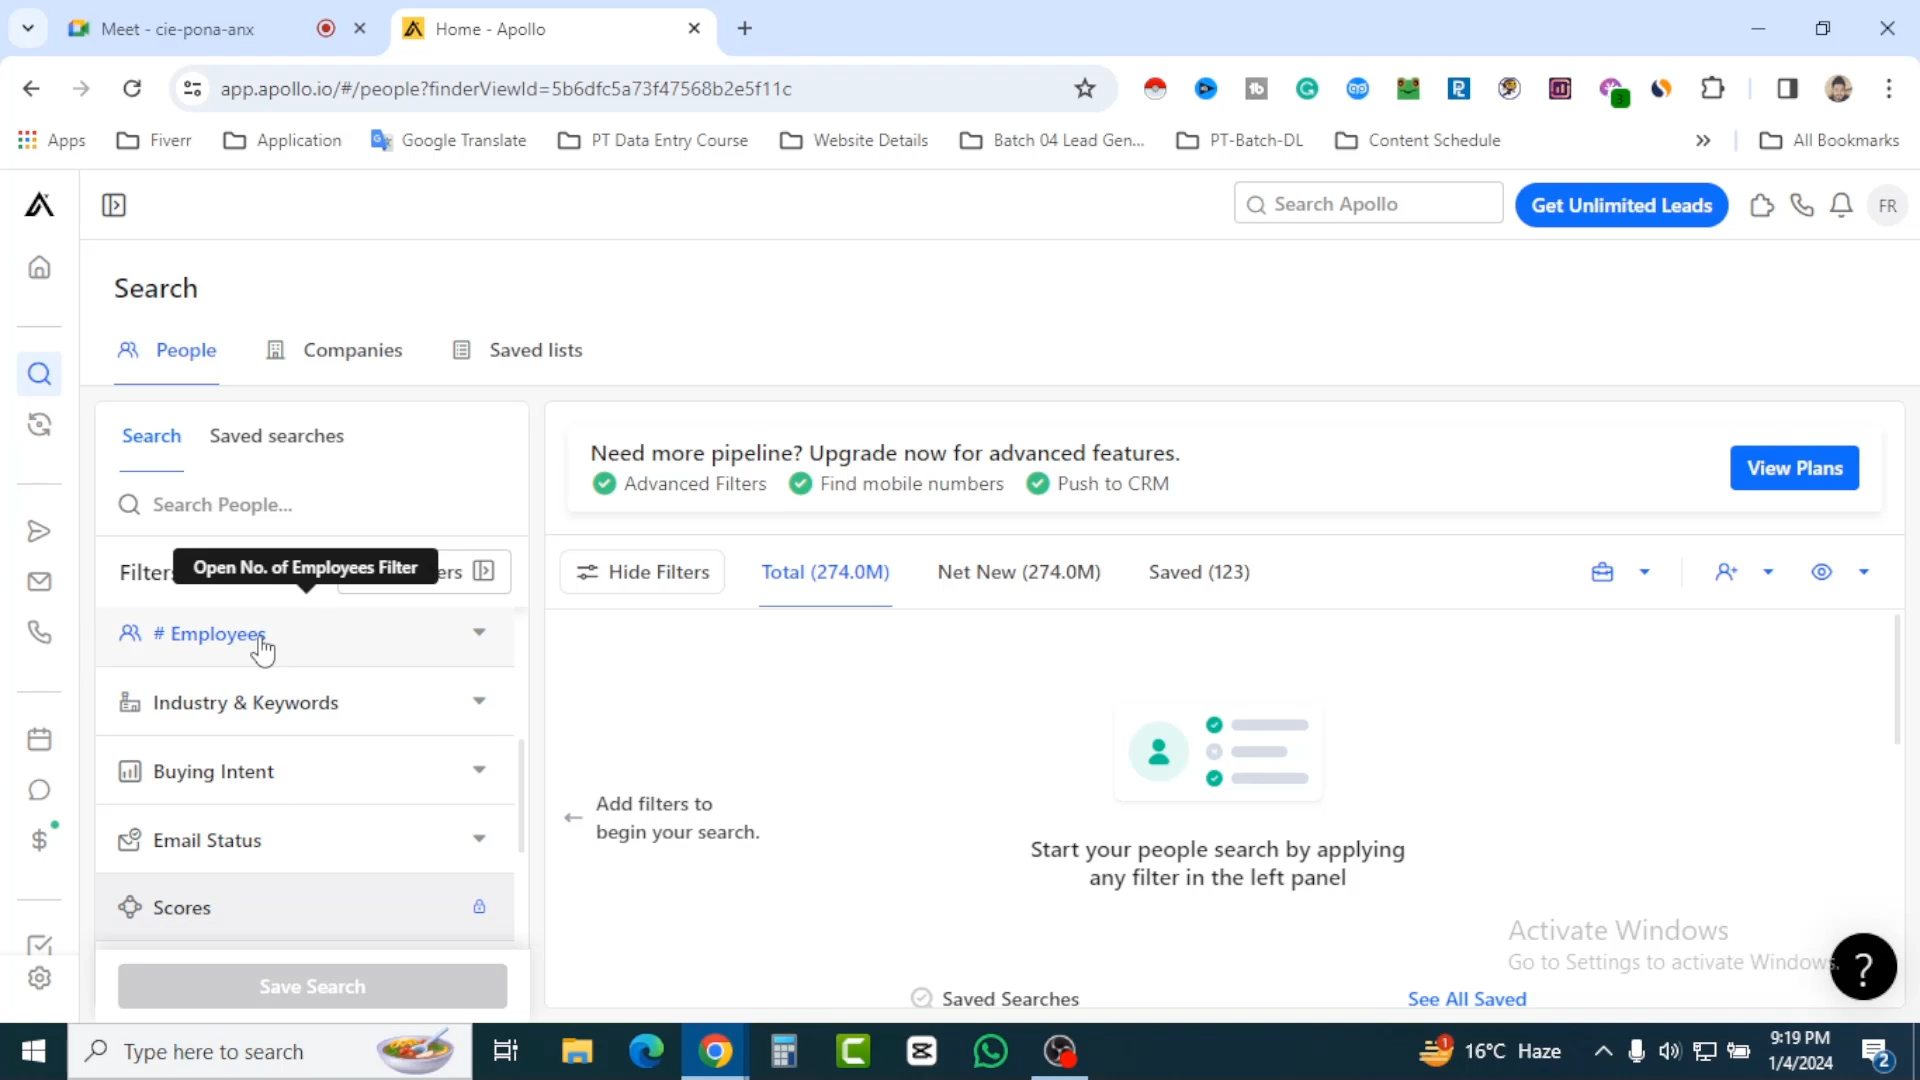 Meet - cie-pona-anx
Home - Apollo
app.apollo.io/#/people?finderViewId=5b6dfc5a73f47568b2e5f11c
3
Apps
Fiverr
Application
Google Translate
PT Data Entry Course
Website Details
Batch 04 Lead Gen...
PT-Batch-DL
Content Schedule
All Bookmarks
Search Apollo
Get Unlimited Leads
FR
Search
People
Companies
Saved lists
Search
Saved searches
Search People...
Need more pipeline? Upgrade now for advanced features.
Advanced Filters
Find mobile numbers
Push to CRM
View Plans
Open No. of Employees Filter
Hide Filters
Total (274.0M)
Net New (274.0M)
Saved (123)
# Employees
Industry & Keywords
Buying Intent
Email Status
Scores
Save Search
Add filters to
begin your search.
Start your people search by applying
any filter in the left panel
Saved Searches
See All Saved
Activate Windows
Go to Settings to activate Windows.
?
Type here to search
1
16°C Haze
9:19 PM
1/4/2024
2